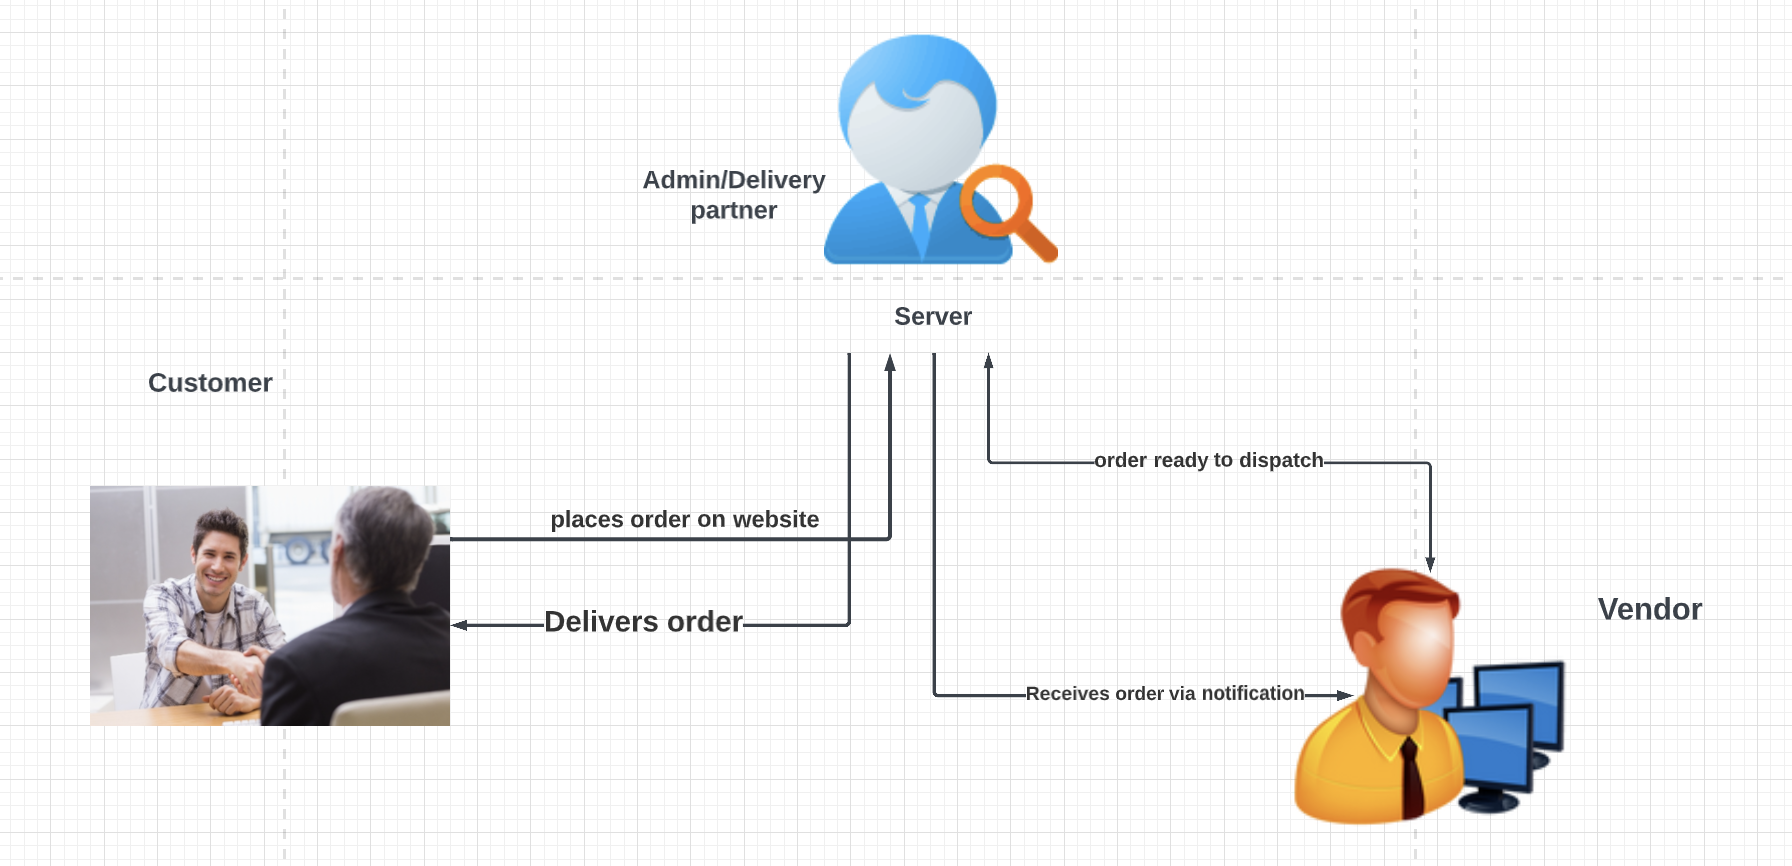 Admin/Delivery
partner
Server
Customer
order ready to dispatch
places order on website
Delivers order
Vendor
Receives order via notification